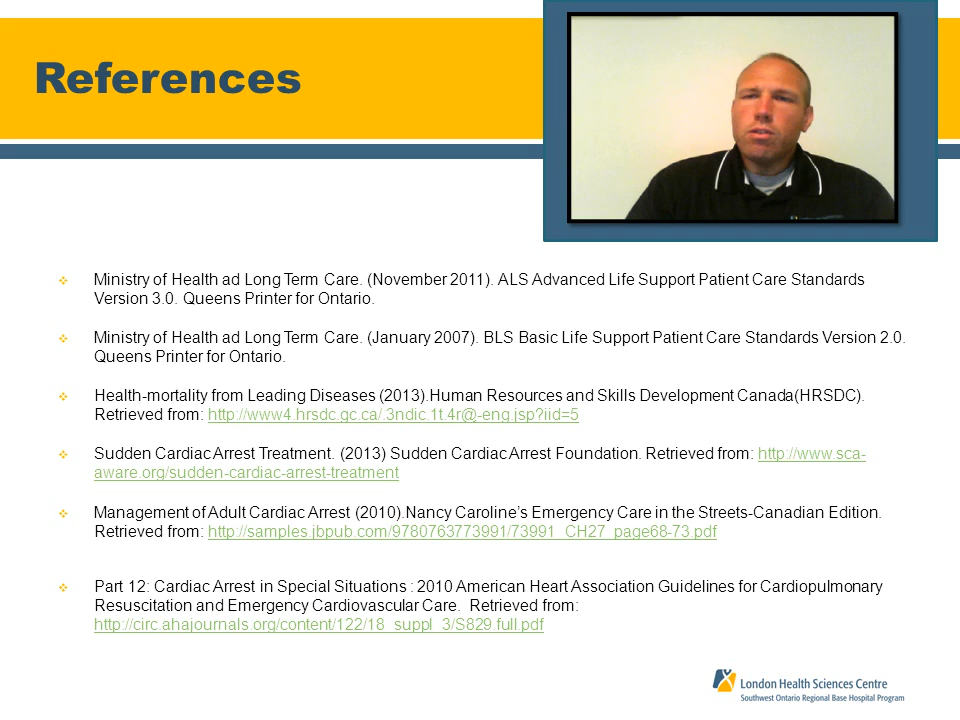 References
Ministry of Health ad Long Term Care. (November 2011). ALS Advanced Life Support Patient Care Standards
Version 3.0. Queens Printer for Ontario.
Ministry of Health ad Long Term Care. (January 2007). BLS Basic Life Support Patient Care Standards Version 2.0.
Queens Printer for Ontario.
Health-mortality from Leading Diseases (2013).Human Resources and Skills Development Canada(HRSDC).
Retrieved from: http://www4.hrsdc.gc.ca/.3ndic.1t.4r@-eng.jsp?iid=5
Sudden Cardiac Arrest Treatment. (2013) Sudden Cardiac Arrest Foundation. Retrieved from: http://www.sca-
aware.org/sudden-cardiac-arrest-treatment
Management of Adult Cardiac Arrest (2010).Nancy Caroline’s Emergency Care in the Streets-Canadian Edition.
Retrieved from: http://samples.jbpub.com/9780763773991/73991_CH27_page68-73.pdf
Part 12: Cardiac Arrest in Special Situations : 2010 American Heart Association Guidelines for Cardiopulmonary
Resuscitation and Emergency Cardiovascular Care. Retrieved from:
http://circ.ahajournals.org/content/122/18_suppl_3/S829.full.pdf
London Health Sciences Centre
Southwest Ontario Regional Base Hospital Program